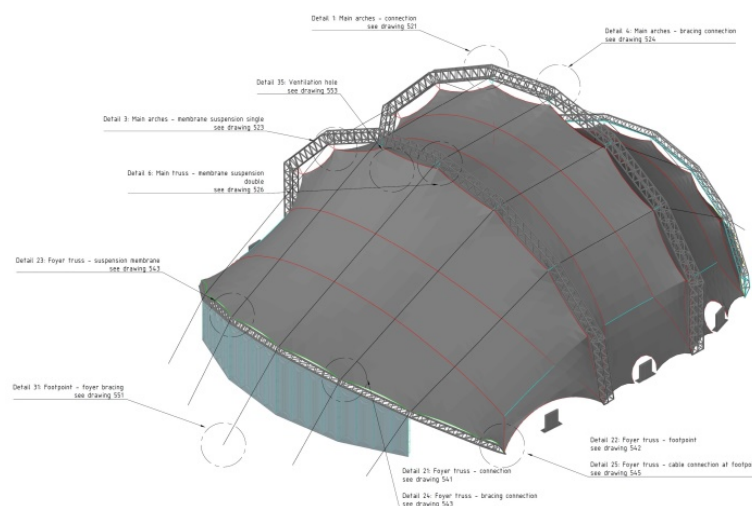 Detail 1: Main arches - connection
see drawing 521
Detail 4: Main arches - bracing connection
see drawing 524
Detail 35: Ventilation hole
see drawing 553
Detail 3: Main arches - membrane suspension single
see drawing 523
Detail 6: Main truss - membrane suspension
double
see drawing 526
Detail 23: Foyer truss - suspension membrane
see drawing 543
Detail 31: Footpoint - foyer bracing
see drawing 551
Detail 22: Foyer truss - footpoint
see drawing 542
Detail 25: Foyer truss - cable connection at footpo
see drawing 545
Detail 21: Foyer truss - connection
see drawing 541
Detail 24: Foyer truss - bracing connection
see drawing 543